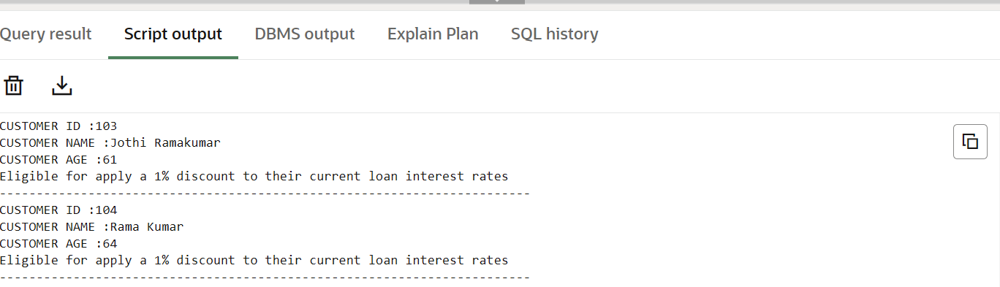 Query result Script output DBMS output Explain Plan SQL history
CUSTOMER ID :103
CUSTOMER NAME :Jothi Ramakumar
CUSTOMER AGE :61
Eligible for apply a 1% discount to their current loan interest rates
------------------------------------------------------------------------
CUSTOMER ID :104
CUSTOMER NAME :Rama Kumar
CUSTOMER AGE :64
Eligible for apply a 1% discount to their current loan interest rates
------------------------------------------------------------------------